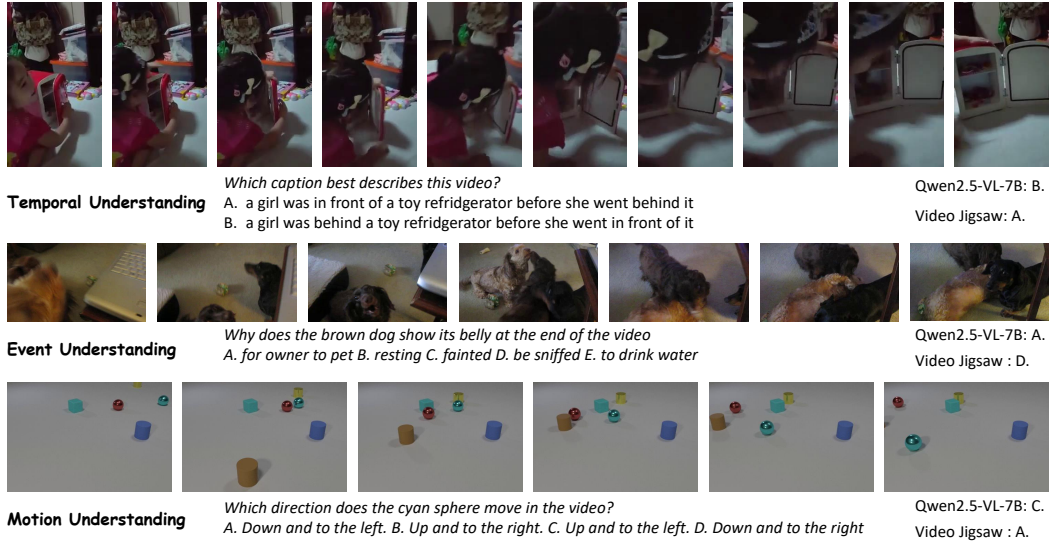 Which caption best describes this video?
Temporal Understanding
A. a girl was in front of a toy refridgerator before she went behind it
B. a girl was behind a toy refridgerator before she went in front of it
Qwen2.5-VL-7B: B.
Video Jigsaw: A.
Why does the brown dog show its belly at the end of the video
Event Understanding
A. for owner to pet B. resting C. fainted D. be sniffed E. to drink water
Qwen2.5-VL-7B: A.
Video Jigsaw : D.
Which direction does the cyan sphere move in the video?
Motion Understanding
A. Down and to the left. B. Up and to the right. C. Up and to the left. D. Down and to the right
Qwen2.5-VL-7B: C.
Video Jigsaw : A.